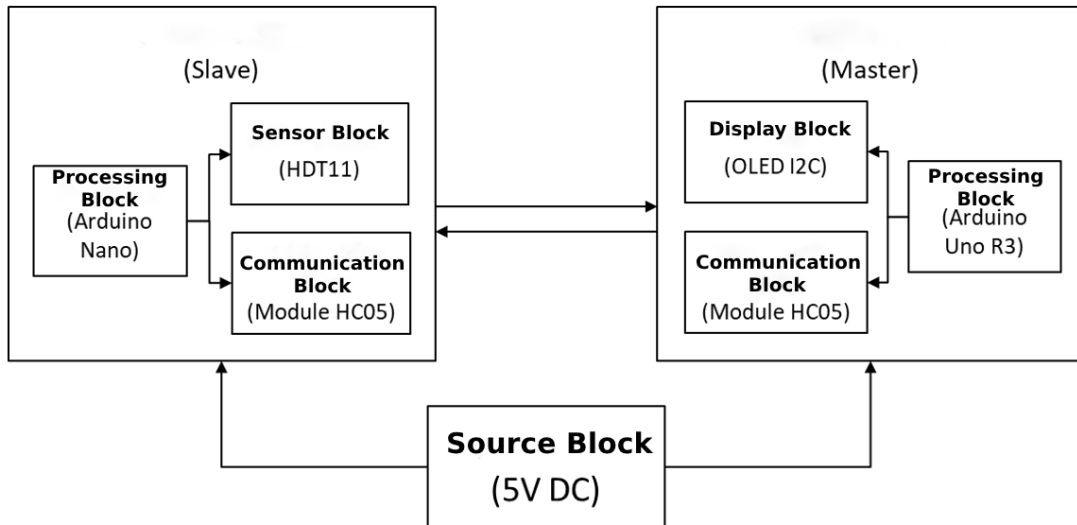 (Slave)
Sensor Block
(HDT11)
Processing
Block
(Arduino
Nano)
Communication
Block
(Module HC05)
(Master)
Display Block
(OLED I2C)
Processing
Block
(Arduino
Uno R3)
Communication
Block
(Module HC05)
Source Block
(5V DC)